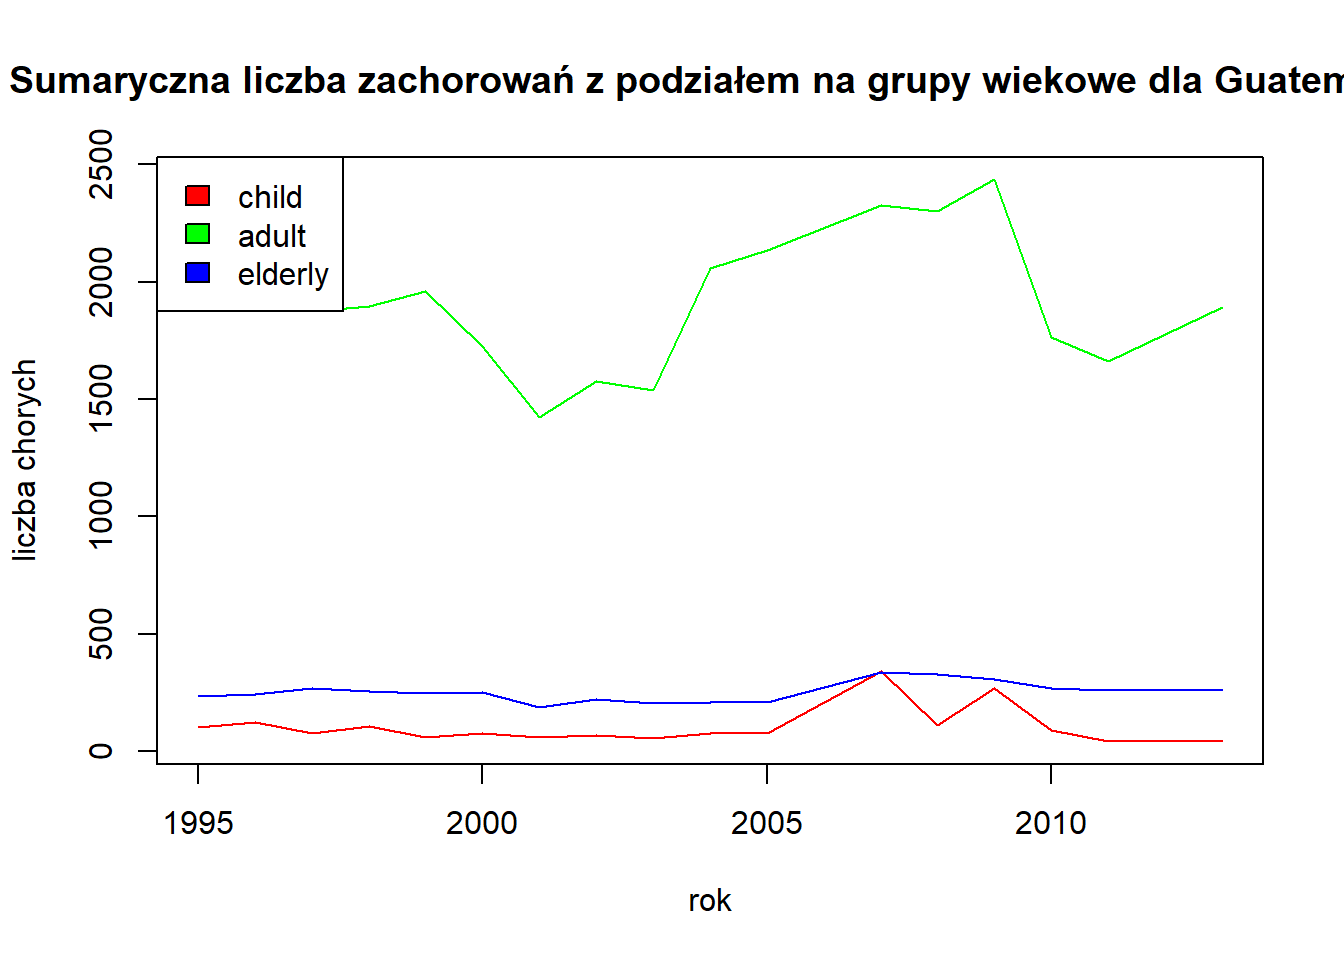 Sumaryczna liczba zachorowań z podziałem na grupy wiekowe dla Guatem
2500
2000
1500
1000
500
0
liczba chorych
child
adult
elderly
1995 2000 2005 2010
rok